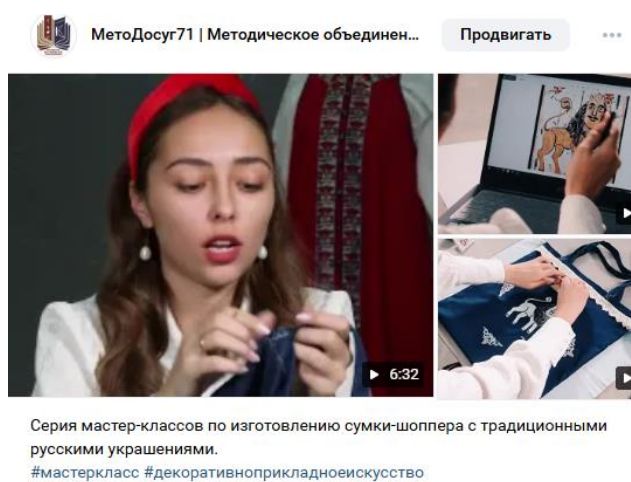 МетоДосуг71 | Методическое объединен...
Продвигать
6:32
Серия мастер-классов по изготовлению сумки-шоппера с традиционными
русскими украшениями.
#мастеркласс #декоративноприкладноеискусство